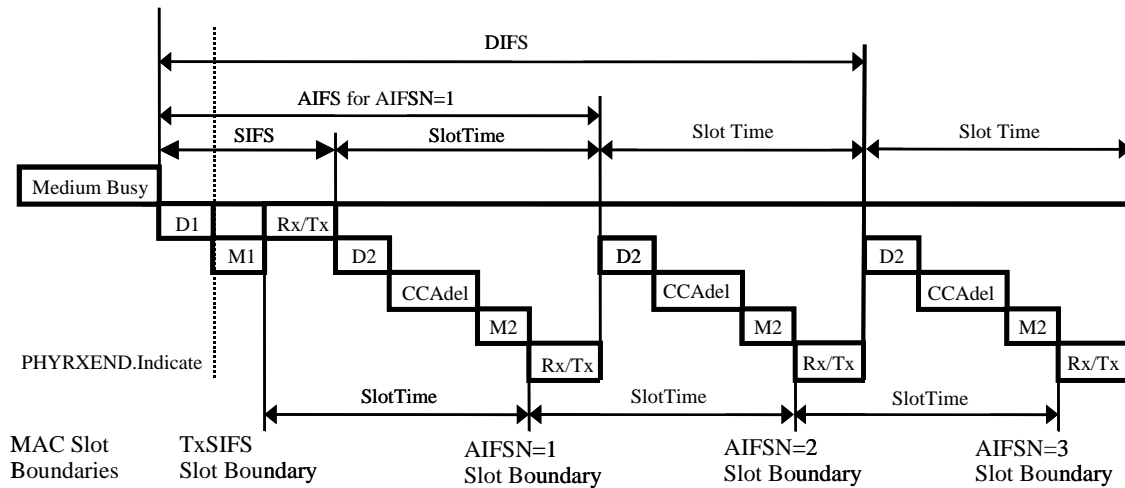 DIFS
AIFS for AIFSN=1
SIFS
SlotTime
Slot Time
Slot Time
Medium Busy
D1
Rx/Tx
M1
D2
D2
D2
CCAdel
CCAdel
CCAdel
M2
M2
M2
PHYRXEND.Indicate
Rx/Tx
Rx/Tx
Rx/Tx
SlotTime
SlotTime
SlotTime
MAC Slot
Boundaries
TxSIFS
Slot Boundary
AIFSN=1
Slot Boundary
AIFSN=2
Slot Boundary
AIFSN=3
Slot Boundary